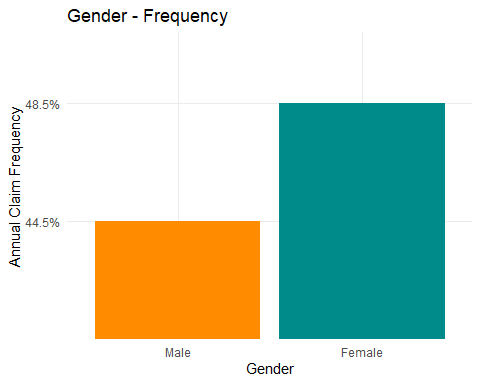 Gender - Frequency
Annual Claim Frequency
48.5%
44.5%
Male
Female
Gender